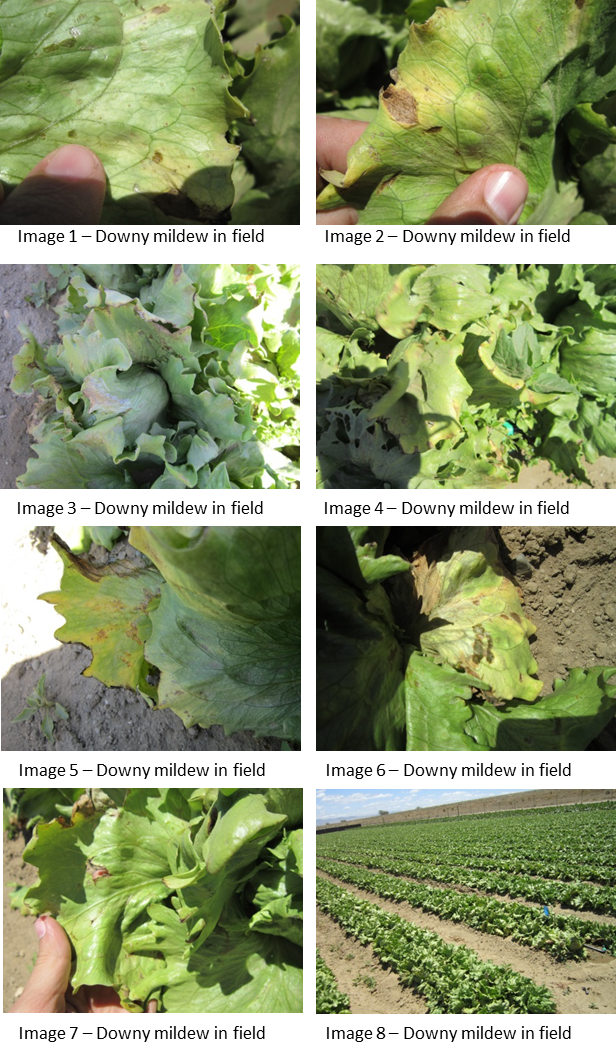 Image 1 – Downy mildew in field
Image 2 – Downy mildew in field
Image 3 – Downy mildew in field
Image 4 – Downy mildew in field
Image 5 – Downy mildew in field
Image 6 – Downy mildew in field
Image 7 – Downy mildew in field
Image 8 – Downy mildew in field